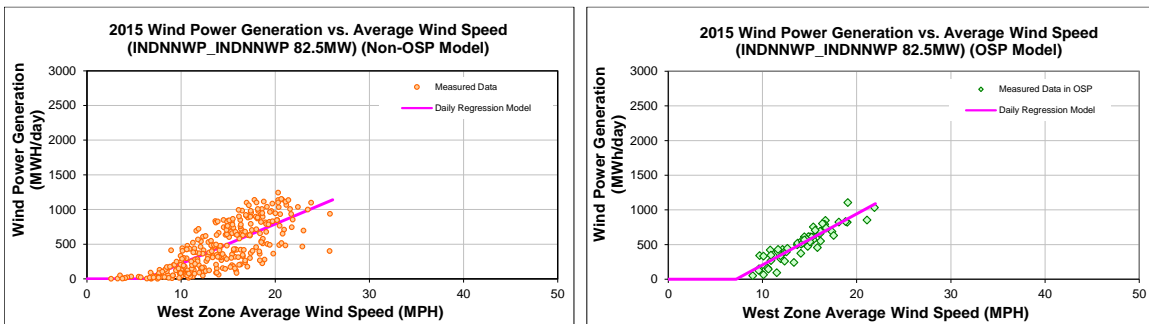 2015 Wind Power Generation vs. Average Wind Speed
(INDNNWP_INDNNWP 82.5MW) (Non-OSP Model)
Wind Power Generation
(MWH/day)
3000
2500
2000
1500
1000
500
0
Measured Data
Daily Regression Model
0 10 20 30 40 50
West Zone Average Wind Speed (MPH)
2015 Wind Power Generation vs. Average Wind Speed
(INDNNWP_INDNNWP 82.5MW) (OSP Model)
Wind Power Generation
(MWh/day)
3000
2500
2000
1500
1000
500
0
Measured Data in OSP
Daily Regression Model
0 10 20 30 40 50
West Zone Average Wind Speed (MPH)